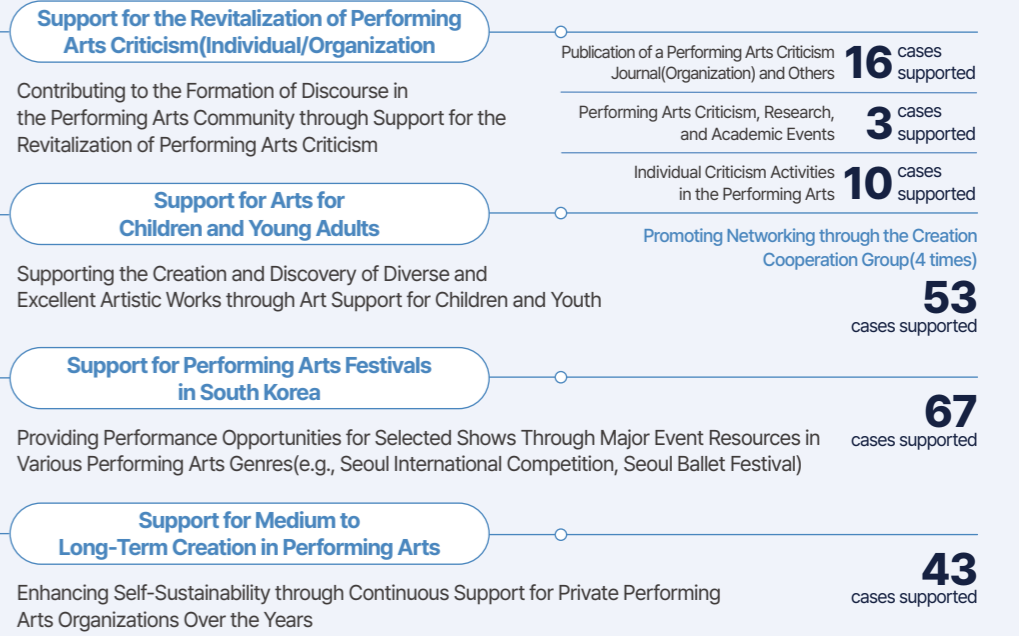 Support for the Revitalization of Performing
Arts Criticism(Individual/Organization
Contributing to the Formation of Discourse in
the Performing Arts Community through Support for the
Revitalization of Performing Arts Criticism
Publication of a Performing Arts Criticism
Journal(Organization) and Others
16 cases
supported
Performing Arts Criticism, Research,
and Academic Events
3 cases
supported
Individual Criticism Activities
in the Performing Arts
10 cases
supported
Support for Arts for
Children and Young Adults
Supporting the Creation and Discovery of Diverse and
Excellent Artistic Works through Art Support for Children and Youth
Promoting Networking through the Creation
Cooperation Group(4 times)
53
cases supported
Support for Performing Arts Festivals
in South Korea
Providing Performance Opportunities for Selected Shows Through Major Event Resources in
Various Performing Arts Genres(e.g., Seoul International Competition, Seoul Ballet Festival)
67
cases supported
Support for Medium to
Long-Term Creation in Performing Arts
Enhancing Self-Sustainability through Continuous Support for Private Performing
Arts Organizations Over the Years
43
cases supported